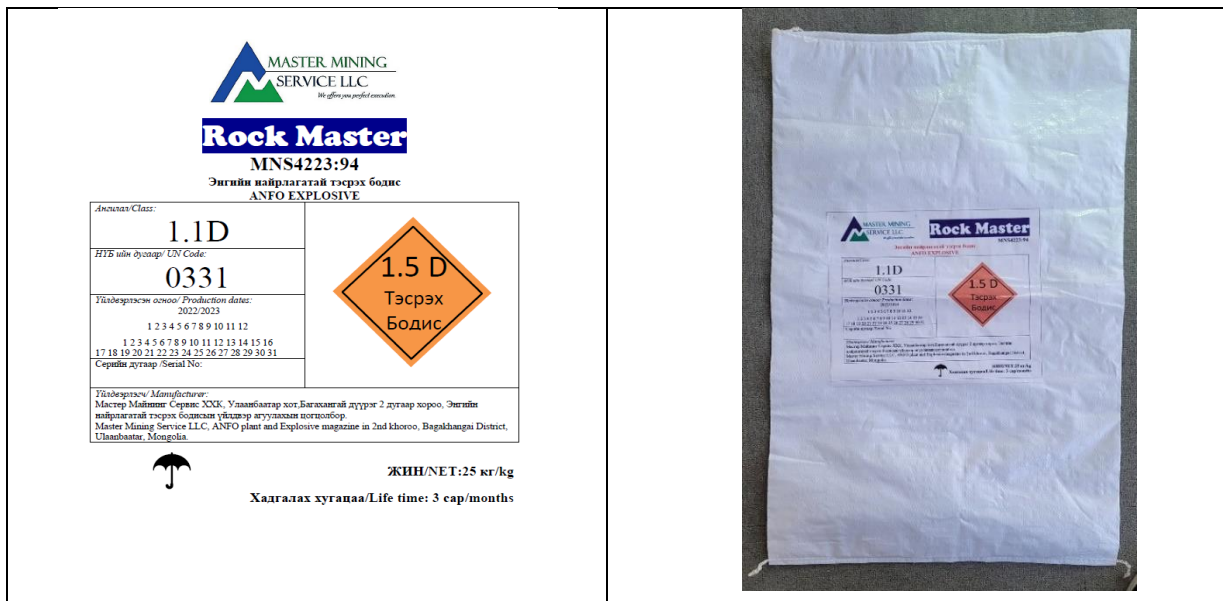 MASTER MINING
SERVICE LLC
We offers you perfect execution
Rock Master
MNS4223:94
Энгийн найрлагатай тэсрэх бодис
ANFO EXPLOSIVE
Ангилал/Class:
1.1D
НҮБ ийн дугаар/ UN Code:
0331
Үйлдвэрлэсэн огноо/ Production dates:
2022/2023
1 2 3 4 5 6 7 8 9 10 11 12
1 2 3 4 5 6 7 8 9 10 11 12 13 14 15 16
17 18 19 20 21 22 23 24 25 26 27 28 29 30 31
Серийн дугаар /Serial No:
1.5 D
Тэсрэх
Бодис
Үйлдвэрлэгч/ Manufacturer:
Мастер Майнинг Сервис ХХК, Улаанбаатар хот,Багахангай дүүрэг 2 дугаар хороо, Энгийн
найрлагатай тэсрэх бодисын үйлдвэр агуулахын цогцолбор.
Master Mining Service LLC, ANFO plant and Explosive magazine in 2nd khoroo, Bagakhangai District,
Ulaanbaatar, Mongolia.
ЖИН/NET:25 кг/kg
Хадгалах хугацаа/Life time: 3 сар/months
MASTER MINING
SERVICE LLC
Rock Master
MNS4223:94
Энгийн найрлагатай тэсрэх бодис
ANFO EXPLOSIVE
1.1D
0331
1.5 D
Тэсрэх
Бодис